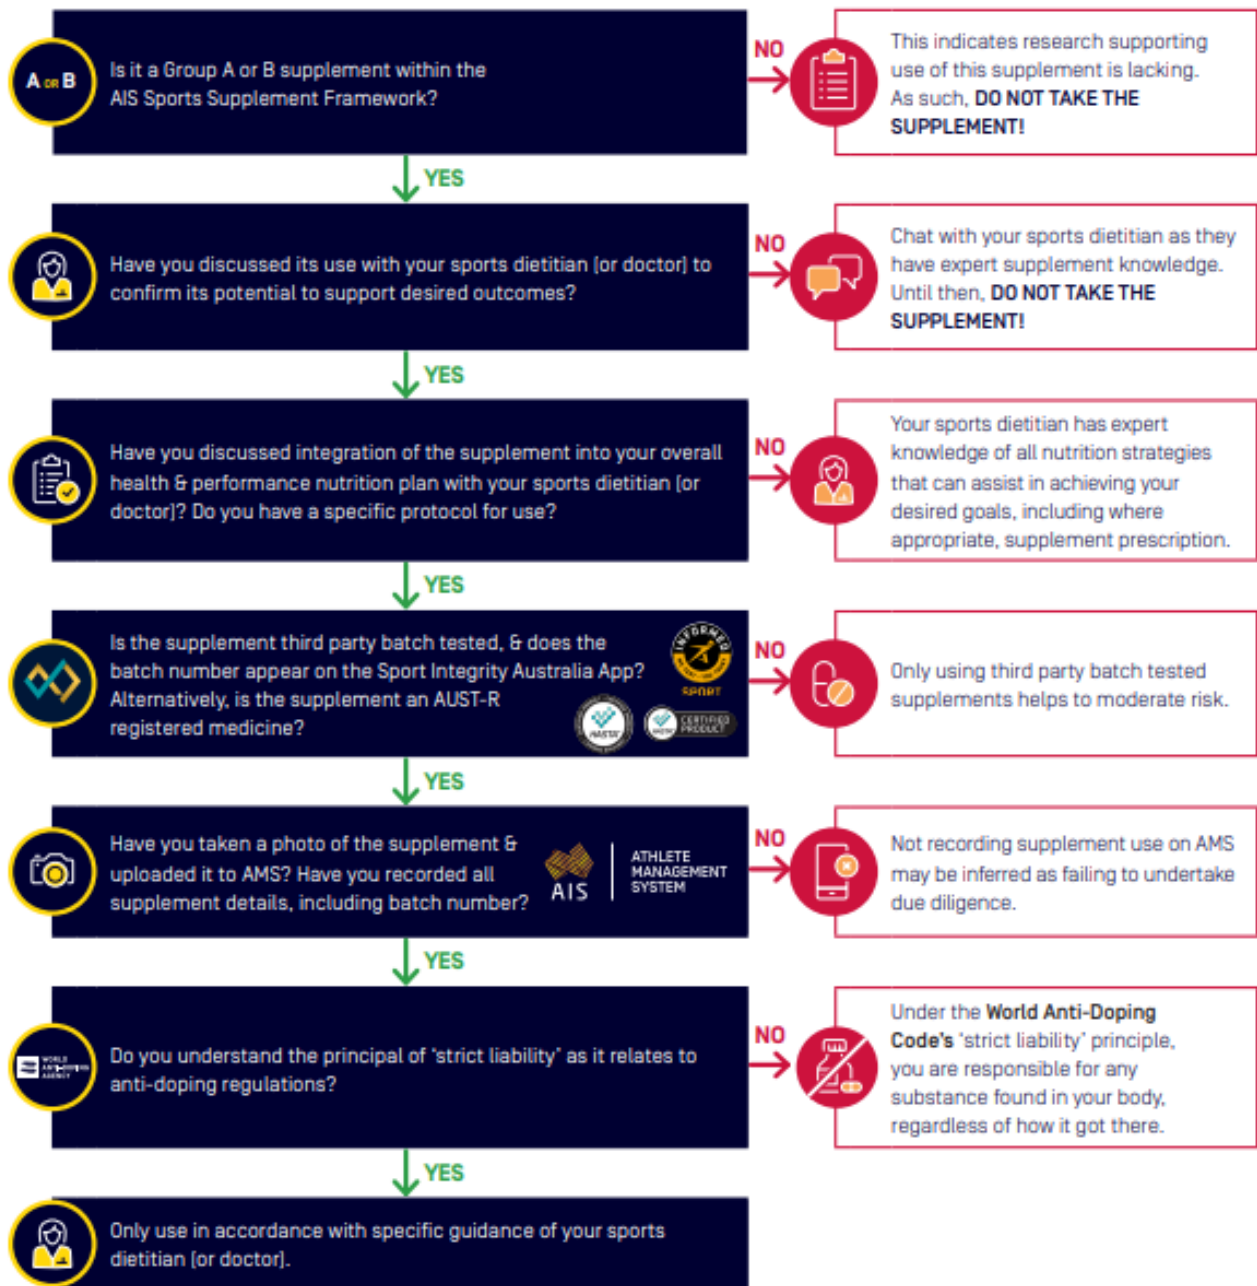 A OR B
Is it a Group A or B supplement within the
AIS Sports Supplement Framework?
NO
This indicates research supporting
use of this supplement is lacking.
As such, DO NOT TAKE THE
SUPPLEMENT!
YES
Have you discussed its use with your sports dietitian (or doctor) to
confirm its potential to support desired outcomes?
NO
Chat with your sports dietitian as they
have expert supplement knowledge.
Until then, DO NOT TAKE THE
SUPPLEMENT!
YES
Have you discussed integration of the supplement into your overall
health & performance nutrition plan with your sports dietitian (or
doctor)? Do you have a specific protocol for use?
NO
Your sports dietitian has expert
knowledge of all nutrition strategies
that can assist in achieving your
desired goals, including where
appropriate, supplement prescription.
YES
Is the supplement third party batch tested, & does the
batch number appear on the Sport Integrity Australia App?
Alternatively, is the supplement an AUST-R
registered medicine?
INFORMED
SPORT
HASTA
HASTA
CERTIFIED
PRODUCT
NO
Only using third party batch tested
supplements helps to moderate risk.
YES
Have you taken a photo of the supplement &
uploaded it to AMS? Have you recorded all
supplement details, including batch number?
AIS
ATHLETE
MANAGEMENT
SYSTEM
NO
Not recording supplement use on AMS
may be inferred as failing to undertake
due diligence.
YES
WORLD
ANTI-DOPING
AGENCY
Do you understand the principal of ‘strict liability’ as it relates to
anti-doping regulations?
NO
Under the World Anti-Doping
Code's ‘strict liability’ principle,
you are responsible for any
substance found in your body,
regardless of how it got there.
YES
Only use in accordance with specific guidance of your sports
dietitian (or doctor).